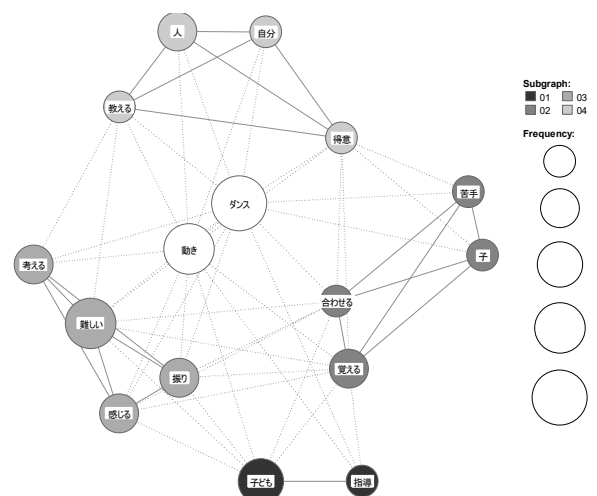 人
自分
教える
得意
ダンス
苦手
動き
子
考える
合わせる
難しい
覚える
振り
感じる
子ども
指導
Subgraph:
01 03
02 04
Frequency: